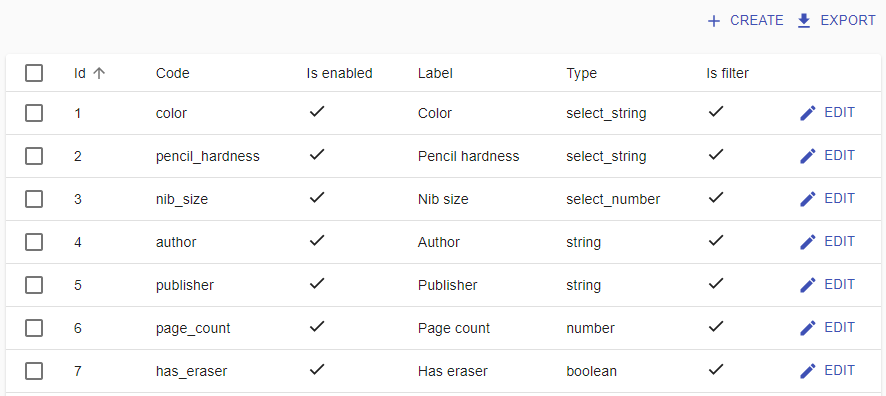 CREATE EXPORT
Id Code Is enabled Label Type Is filter
1 color Color select_string EDIT
2 pencil_hardness Pencil hardness select_string EDIT
3 nib_size Nib size select_number EDIT
4 author Author string EDIT
5 publisher Publisher string EDIT
6 page_count Page count number EDIT
7 has_eraser Has eraser boolean EDIT